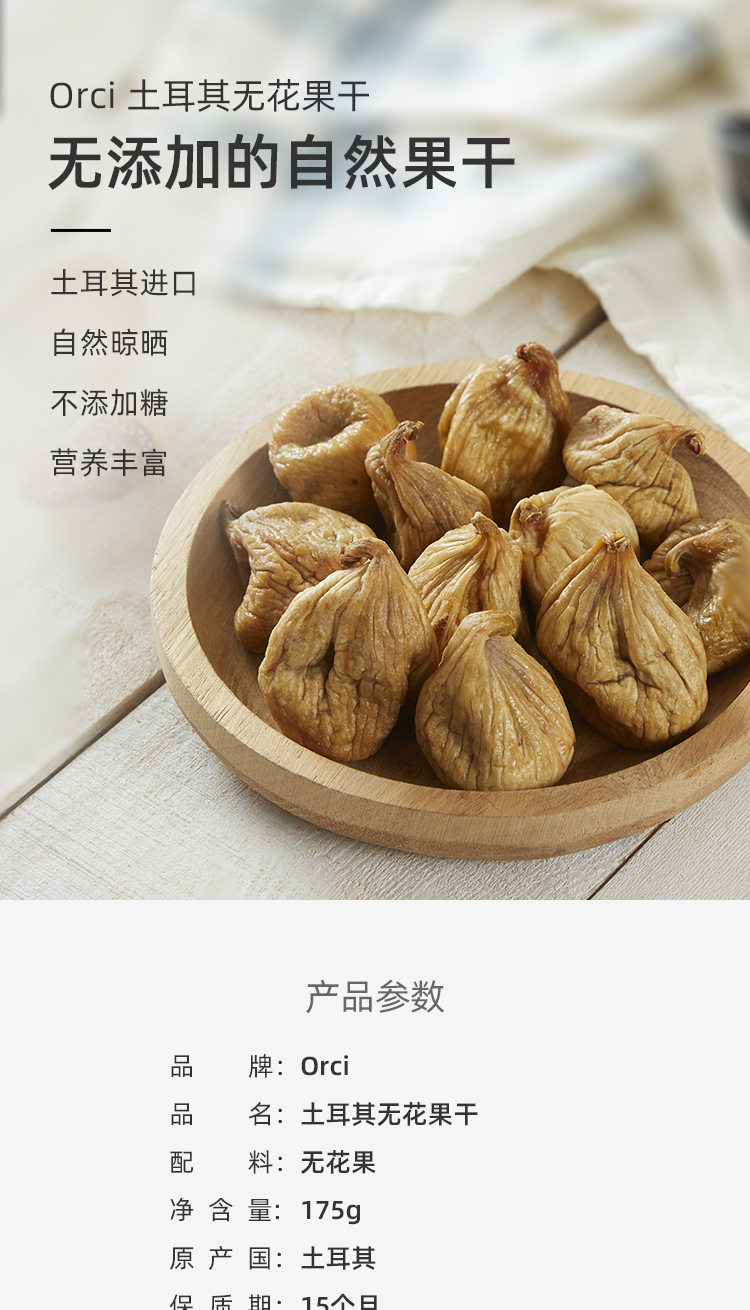 Orci 土耳其无花果干
无添加的自然果干
土耳其进口
自然晾晒
不添加糖
营养丰富
产品参数
品 牌：Orci
品 名：土耳其无花果干
配 料：无花果
净 含 量：175g
原 产 国：土耳其
保 质 期：15个月